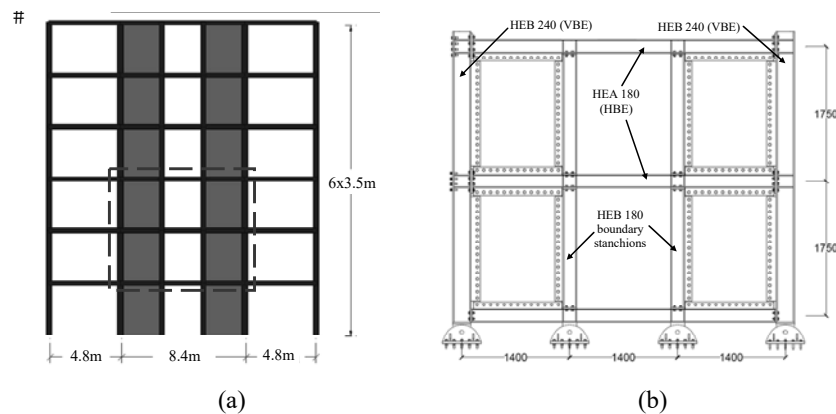 #
6x3.5m
4.8m
8.4m
4.8m
(a)
HEB 240 (VBE)
HEB 240 (VBE)
HEA 180
(HBE)
1750
HEB 180
boundary
stanchions
1750
1400
1400
1400
(b)